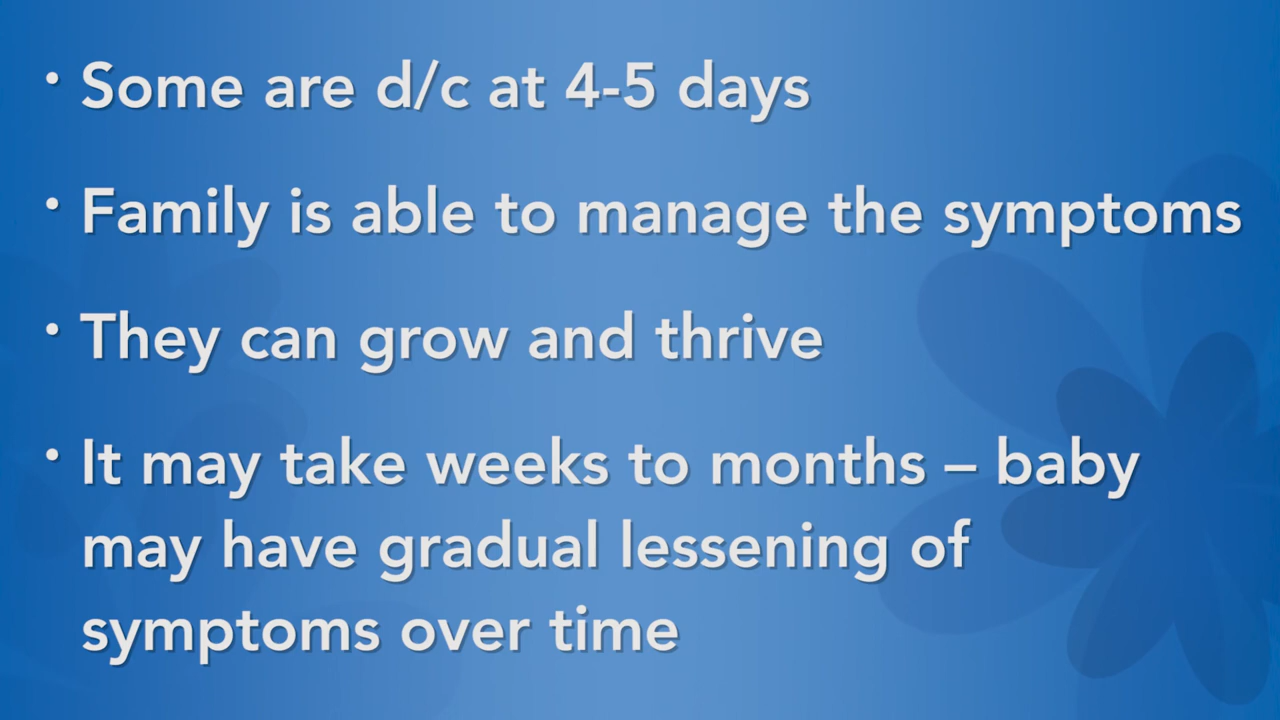 • Some are d/c at 4-5 days
• Family is able to manage the symptoms
• They can grow and thrive
• It may take weeks to months – baby
may have gradual lessening of
symptoms over time